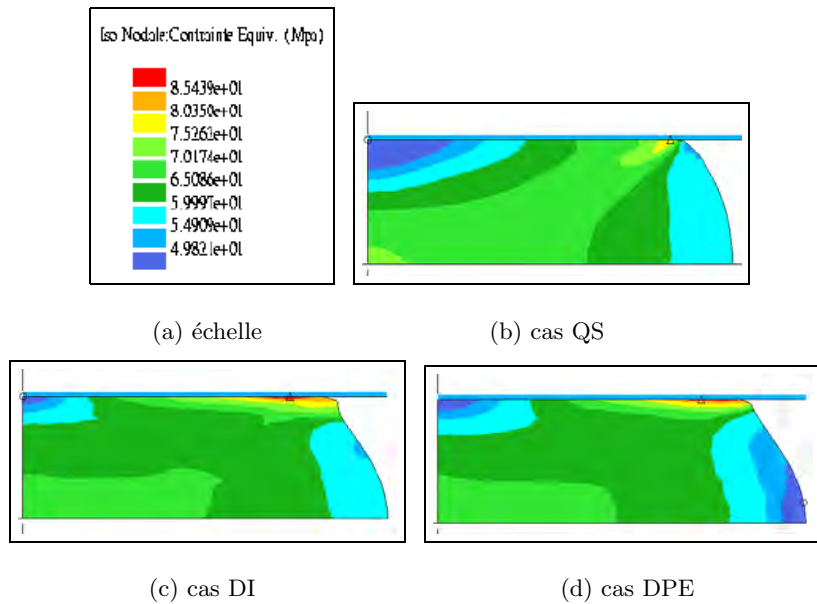 Iso Nodale:Contrainte Equiv. (Mpa)
8.5439e+01
8.0350e+01
7.5262e+01
7.0174e+01
6.5086e+01
5.9997e+01
5.4909e+01
4.9821e+01
(a) échelle
(b) cas QS
(c) cas DI
(d) cas DPE